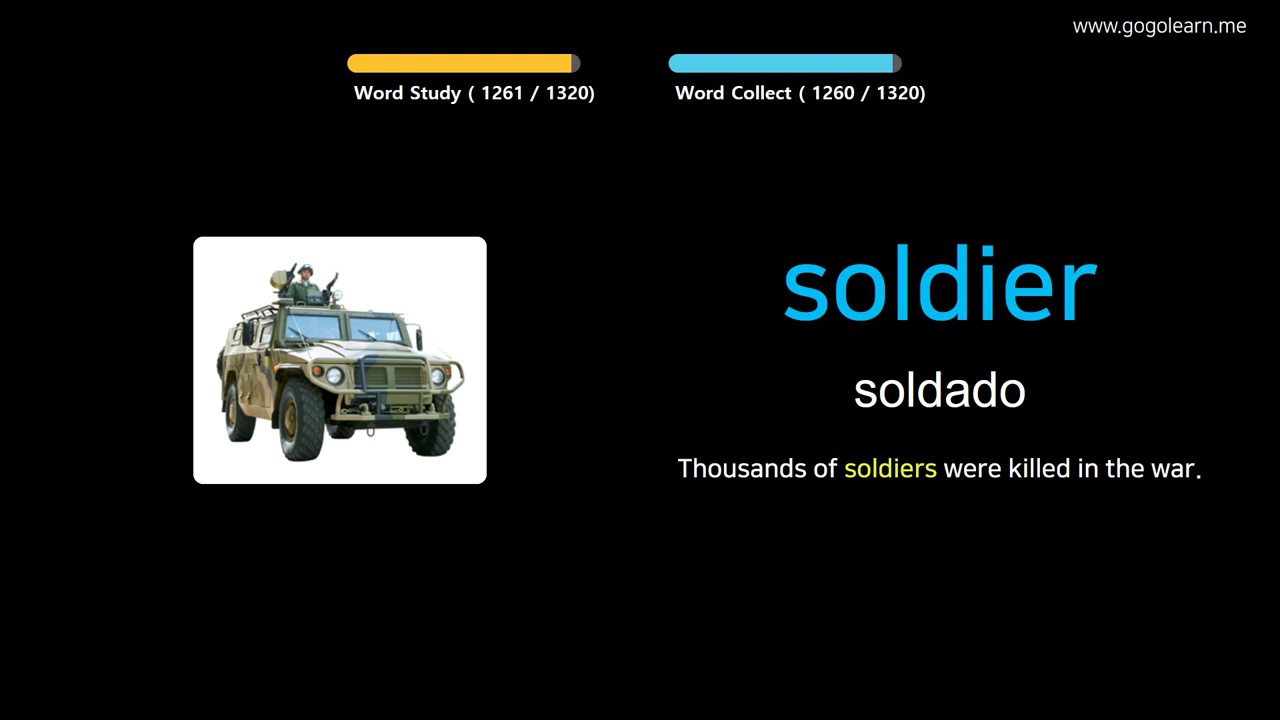 www.gogolearn.me
Word Study ( 1261 / 1320)
Word Collect ( 1260 / 1320)
soldier
soldado
Thousands of soldiers were killed in the war.